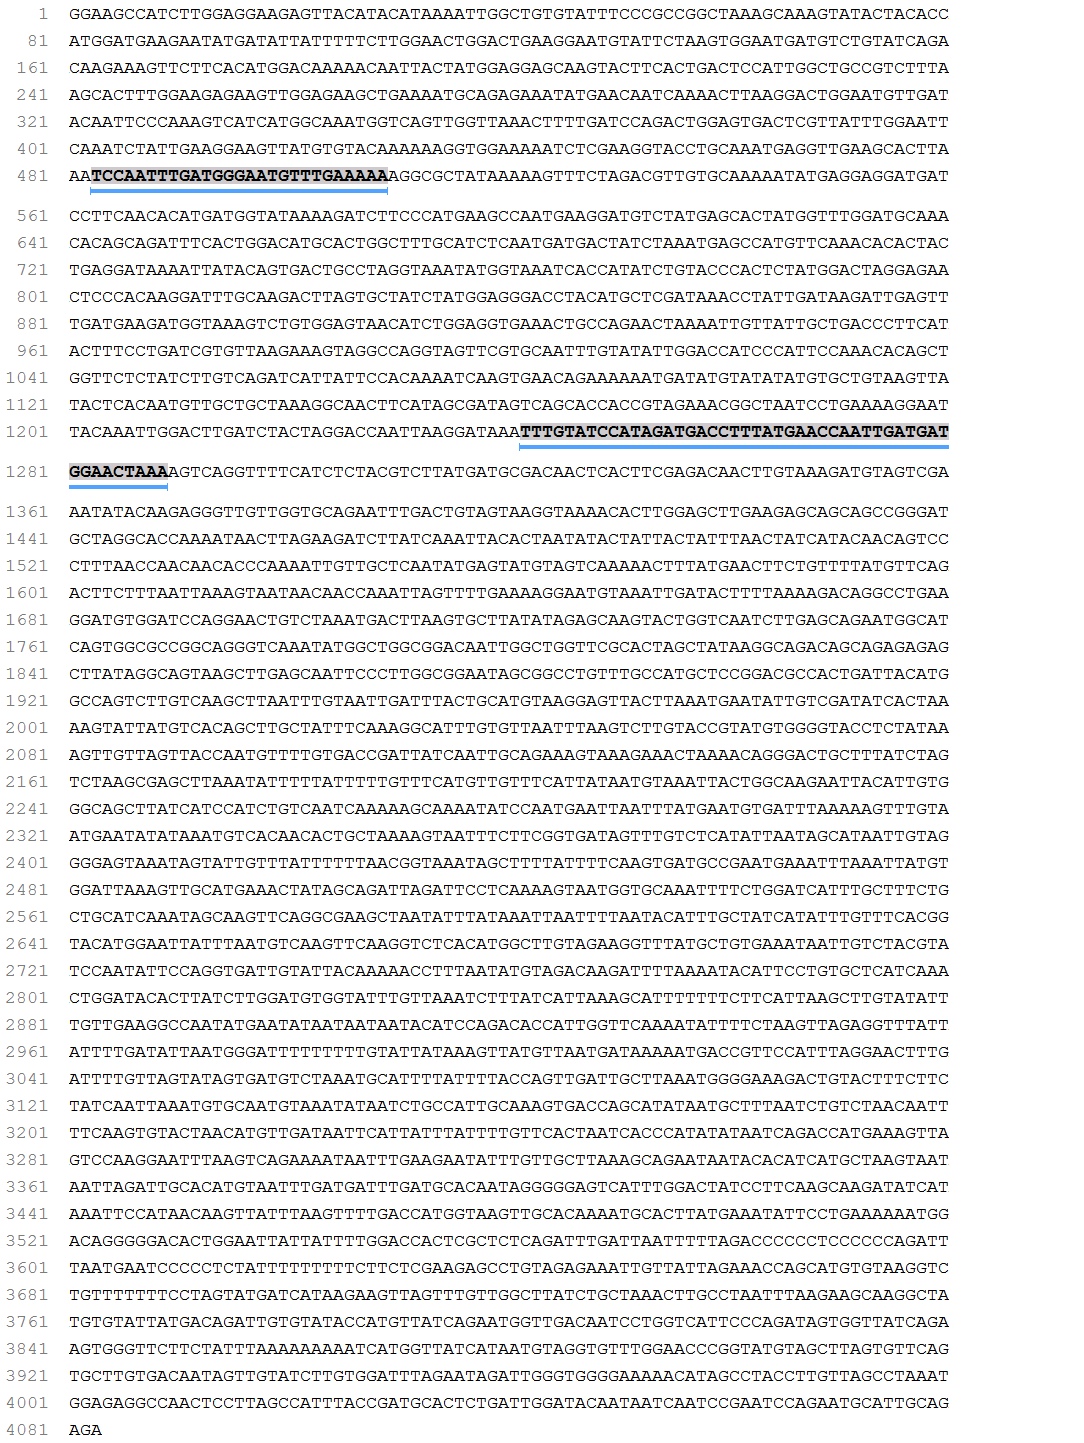 1 GGAAGCCATCTTGGAGGAAGAGTTACATACATAAAATTGGCTGTGTATTTCCCGCCGGCTAAAGCAAAGTATACTACACC
81 ATGGATGAAGAATATGATATTATTTTTCTTGGAACTGGACTGAAGGAATGTATTCTAAGTGGAATGATGTCTGTATCAGA
161 CAAGAAAGTTCTTCACATGGACAAAAACAATTACTATGGAGGAGCAAGTACTTCACTGACTCCATTGGCTGCCGTCTTTA
241 AGCACTTTGGAAGAGAAGTTGGAGAAGCTGAAAATGCAGAGAAATATGAACAATCAAAACTTAAGGACTGGAATGTTGAT
321 ACAATTCCCAAAGTCATCATGGCAAATGGTCAGTTGGTTAAACTTTTGATCCAGACTGGAGTGACTCGTTATTTGGAATT
401 CAAATCTATTGAAGGAAGTTATGTGTACAAAAAAGGTGGAAAAATCTCGAAGGTACCTGCAAATGAGGTTGAAGCACTTA
481 AATCCAATTTGATGGGAATGTTTGAAAAAAGGCGCTATAAAAAGTTTCTAGACGTTGTGCAAAAATATGAGGAGGATGAT
561 CCTTCAACACATGATGGTATAAAAGATCTTCCCATGAAGCCAATGAAGGATGTCTATGAGCACTATGGTTTGGATGCAAA
641 CACAGCAGATTTCACTGGACATGCACTGGCTTTGCATCTCAATGATGACTATCTAAATGAGCCATGTTCAAACACACTAC
721 TGAGGATAAAATTATACAGTGACTGCCTAGGTAAATATGGTAAATCACCATATCTGTACCCACTCTATGGACTAGGAGAA
801 CTCCCACAAGGATTTGCAAGACTTAGTGCTATCTATGGAGGGACCTACATGCTCGATAAACCTATTGATAAGATTGAGTT
881 TGATGAAGATGGTAAAGTCTGTGGAGTAACATCTGGAGGTGAAACTGCCAGAACTAAAATTGTTATTGCTGACCCTTCAT
961 ACTTTCCTGATCGTGTTAAGAAAGTAGGCCAGGTAGTTCGTGCAATTTGTATATTGGACCATCCCATTCCAAACACAGCT
1041 GGTTCTCTATCTTGTCAGATCATTATTCCACAAAATCAAGTGAACAGAAAAAATGATATGTATATATGTGCTGTAAGTTA
1121 TACTCACAATGTTGCTGCTAAAGGCAACTTCATAGCGATAGTCAGCACCACCGTAGAAACGGCTAATCCTGAAAAGGAAT
1201 TACAAATTGGACTTGATCTACTAGGACCAATTAAGGATAAATTTGTATCCATAGATGACCTTTATGAACCAATTGATGAT
1281 GGAACTAAAAGTCAGGTTTTCATCTCTACGTCTTATGATGCGACAACTCACTTCGAGACAACTTGTAAAGATGTAGTCGA
1361 AATATACAAGAGGGTTGTTGGTGCAGAATTTGACTGTAGTAAGGTAAAACACTTGGAGCTTGAAGAGCAGCAGCCGGGAT
1441 GCTAGGCACCAAAATAACTTAGAAGATCTTATCAAATTACACTAATATACTATTACTATTTAACTATCATACAACAGTCC
1521 CTTTAACCAACAACACCCAAAATTGTTGCTCAATATGAGTATGTAGTCAAAAACTTTATGAACTTCTGTTTTATGTTCAG
1601 ACTTCTTTAATTAAAGTAATAACAACCAAATTAGTTTTGAAAAGGAATGTAAATTGATACTTTTAAAAGACAGGCCTGAA
1681 GGATGTGGATCCAGGAACTGTCTAAATGACTTAAGTGCTTATATAGAGCAAGTACTGGTCAATCTTGAGCAGAATGGCAT
1761 CAGTGGCGCCGGCAGGGTCAAATATGGCTGGCGGACAATTGGCTGGTTCGCACTAGCTATAAGGCAGACAGCAGAGAGAG
1841 CTTATAGGCAGTAAGCTTGAGCAATTCCCTTGGCGGAATAGCGGCCTGTTTGCCATGCTCCGGACGCCACTGATTACATG
1921 GCCAGTCTTGTCAAGCTTAATTTGTAATTGATTTACTGCATGTAAGGAGTTACTTAAATGAATATTGTCGATATCACTAA
2001 AAGTATTATGTCACAGCTTGCTATTTCAAAGGCATTTGTGTTAATTTAAGTCTTGTACCGTATGTGGGGTACCTCTATAA
2081 AGTTGTTAGTTACCAATGTTTTGTGACCGATTATCAATTGCAGAAAGTAAAGAAACTAAAACAGGGACTGCTTTATCTAG
2161 TCTAAGCGAGCTTAAATATTTTTATTTTTGTTTCATGTTGTTTCATTATAATGTAAATTACTGGCAAGAATTACATTGTG
2241 GGCAGCTTATCATCCATCTGTCAATCAAAAAGCAAAATATCCAATGAATTAATTTATGAATGTGATTTAAAAAGTTTGTA
2321 ATGAATATATAAATGTCACAACACTGCTAAAAGTAATTTCTTCGGTGATAGTTTGTCTCATATTAATAGCATAATTGTAG
2401 GGGAGTAAATAGTATTGTTTATTTTTTAACGGTAAATAGCTTTTATTTTCAAGTGATGCCGAATGAAATTTAAATTATGT
2481 GGATTAAAGTTGCATGAAACTATAGCAGATTAGATTCCTCAAAAGTAATGGTGCAAATTTTCTGGATCATTTGCTTTCTG
2561 CTGCATCAAATAGCAAGTTCAGGCGAAGCTAATATTTATAAATTAATTTTAATACATTTGCTATCATATTTGTTTCACGG
2641 TACATGGAATTATTTAATGTCAAGTTCAAGGTCTCACATGGCTTGTAGAAGGTTTATGCTGTGAAATAATTGTCTACGTA
2721 TCCAATATTCCAGGTGATTGTATTACAAAAACCTTTAATATGTAGACAAGATTTTAAAATACATTCCTGTGCTCATCAAA
2801 CTGGATACACTTATCTTGGATGTGGTATTTGTTAAATCTTTATCATTAAAGCATTTTTTTCTTCATTAAGCTTGTATATT
2881 TGTTGAAGGCCAATATGAATATAATAATAATACATCCAGACACCATTGGTTCAAAATATTTTCTAAGTTAGAGGTTTATT
2961 ATTTTGATATTAATGGGATTTTTTTTTGTATTATAAAGTTATGTTAATGATAAAAATGACCGTTCCATTTAGGAACTTTG
3041 ATTTTGTTAGTATAGTGATGTCTAAATGCATTTTATTTTACCAGTTGATTGCTTAAATGGGGAAAGACTGTACTTTCTTC
3121 TATCAATTAAATGTGCAATGTAAATATAATCTGCCATTGCAAAGTGACCAGCATATAATGCTTTAATCTGTCTAACAATT
3201 TTCAAGTGTACTAACATGTTGATAATTCATTATTTATTTTGTTCACTAATCACCCATATATAATCAGACCATGAAAGTTA
3281 GTCCAAGGAATTTAAGTCAGAAAATAATTTGAAGAATATTTGTTGCTTAAAGCAGAATAATACACATCATGCTAAGTAAT
3361 AATTAGATTGCACATGTAATTTGATGATTTGATGCACAATAGGGGGAGTCATTTGGACTATCCTTCAAGCAAGATATCAT
3441 AAATTCCATAACAAGTTATTTAAGTTTTGACCATGGTAAGTTGCACAAAATGCACTTATGAAATATTCCTGAAAAAATGG
3521 ACAGGGGGACACTGGAATTATTATTTTGGACCACTCGCTCTCAGATTTGATTAATTTTTAGACCCCCCTCCCCCCAGATT
3601 TAATGAATCCCCCTCTATTTTTTTTTCTTCTCGAAGAGCCTGTAGAGAAATTGTTATTAGAAACCAGCATGTGTAAGGTC
3681 TGTTTTTTTCCTAGTATGATCATAAGAAGTTAGTTTGTTGGCTTATCTGCTAAACTTGCCTAATTTAAGAAGCAAGGCTA
3761 TGTGTATTATGACAGATTGTGTATACCATGTTATCAGAATGGTTGACAATCCTGGTCATTCCCAGATAGTGGTTATCAGA
3841 AGTGGGTTCTTCTATTTAAAAAAAAATCATGGTTATCATAATGTAGGTGTTTGGAACCCGGTATGTAGCTTAGTGTTCAG
3921 TGCTTGTGACAATAGTTGTATCTTGTGGATTTAGAATAGATTGGGTGGGGAAAAACATAGCCTACCTTGTTAGCCTAAAT
4001 GGAGAGGCCAACTCCTTAGCCATTTACCGATGCACTCTGATTGGATACAATAATCAATCCGAATCCAGAATGCATTGCAG
4081 AGA